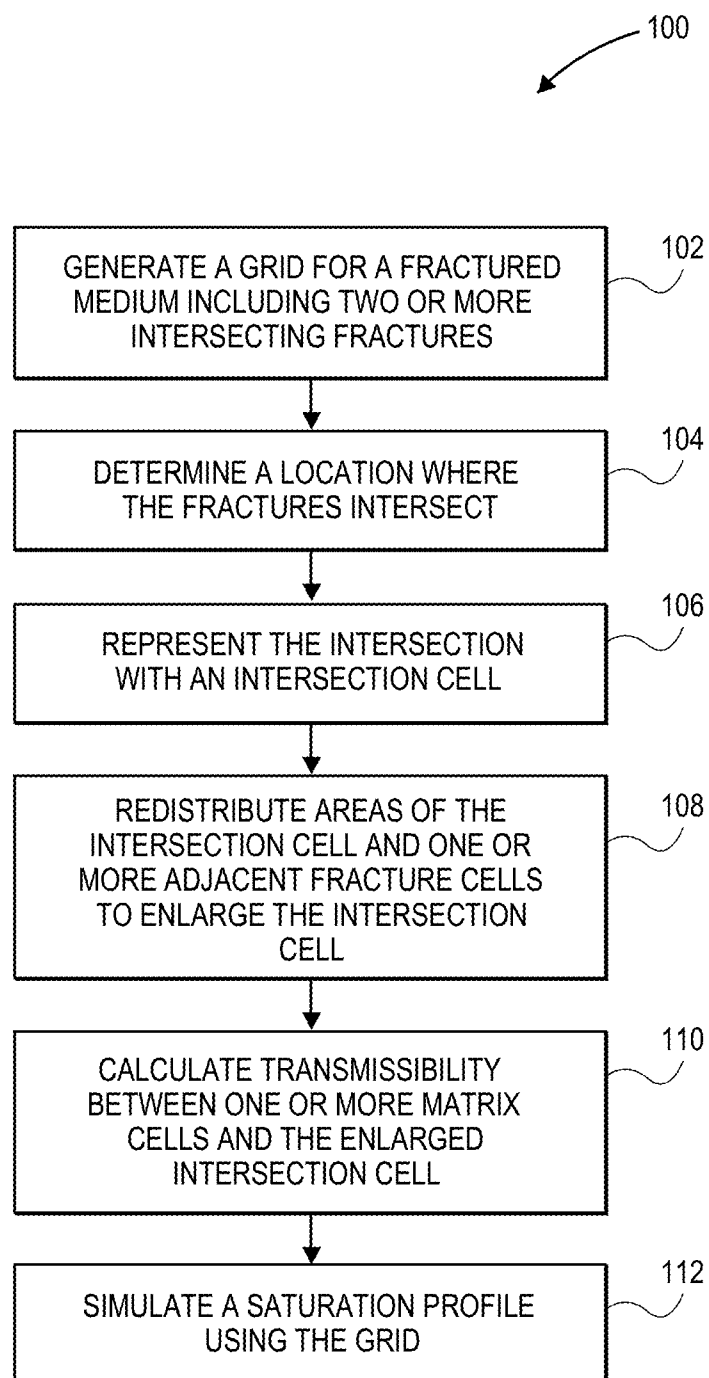 100
GENERATE A GRID FOR A FRACTURED
MEDIUM INCLUDING TWO OR MORE
INTERSECTING FRACTURES
102
DETERMINE A LOCATION WHERE
THE FRACTURES INTERSECT
104
REPRESENT THE INTERSECTION
WITH AN INTERSECTION CELL
106
REDISTRIBUTE AREAS OF THE
INTERSECTION CELL AND ONE OR
MORE ADJACENT FRACTURE CELLS
TO ENLARGE THE INTERSECTION
CELL
108
CALCULATE TRANSMISSIBILITY
BETWEEN ONE OR MORE MATRIX
CELLS AND THE ENLARGED
INTERSECTION CELL
110
SIMULATE A SATURATION PROFILE
USING THE GRID
112